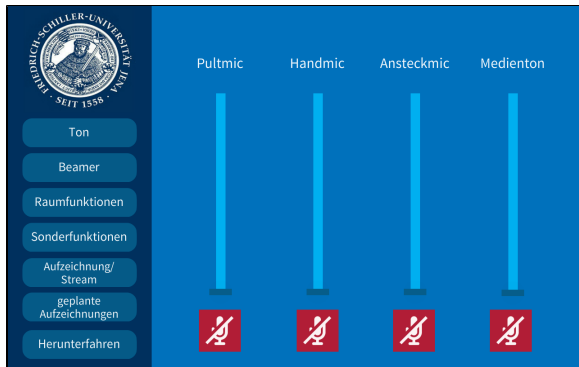 FRIEDRICH-SCHILLER-UNIVERSITÄT JENA
· SEIT 1558 ·
Ton
Beamer
Raumfunktionen
Sonderfunktionen
Aufzeichnung/
Stream
geplante
Aufzeichnungen
Herunterfahren
Pultmic Handmic Ansteckmic Medienton